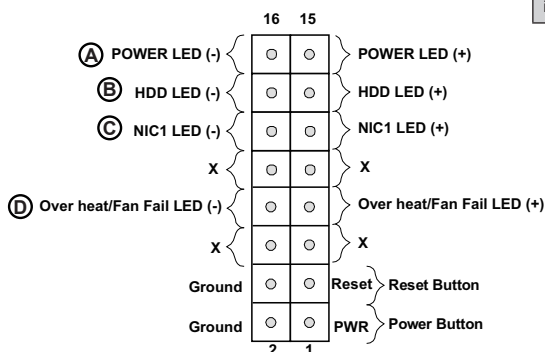 16 15
A POWER LED (-) POWER LED (+)
B HDD LED (-) HDD LED (+)
C NIC1 LED (-) NIC1 LED (+)
X X
D Over heat/Fan Fail LED (-) Over heat/Fan Fail LED (+)
X X
Ground Reset Reset Button
Ground PWR Power Button
2 1